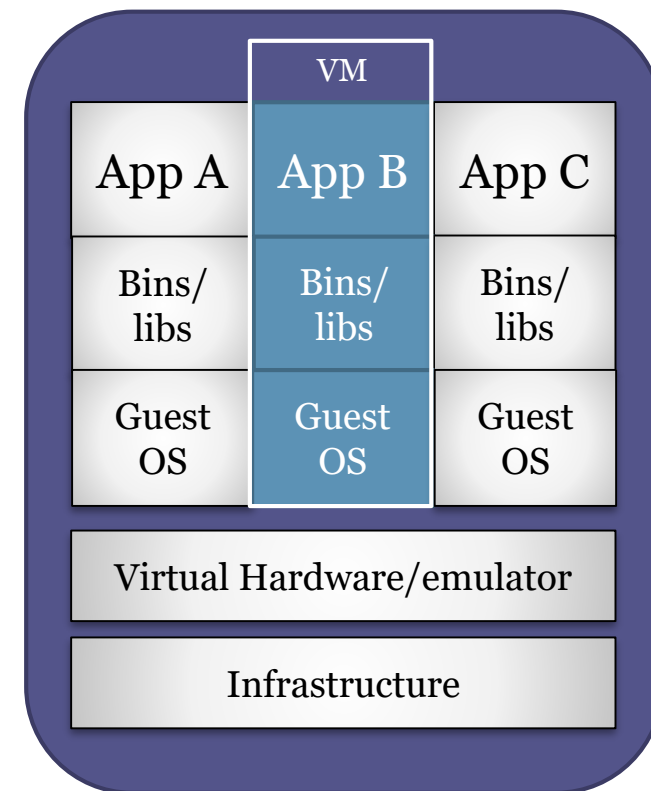 VM
App A
App B
App C
Bins/
libs
Bins/
libs
Bins/
libs
Guest
OS
Guest
OS
Guest
OS
Virtual Hardware/emulator
Infrastructure